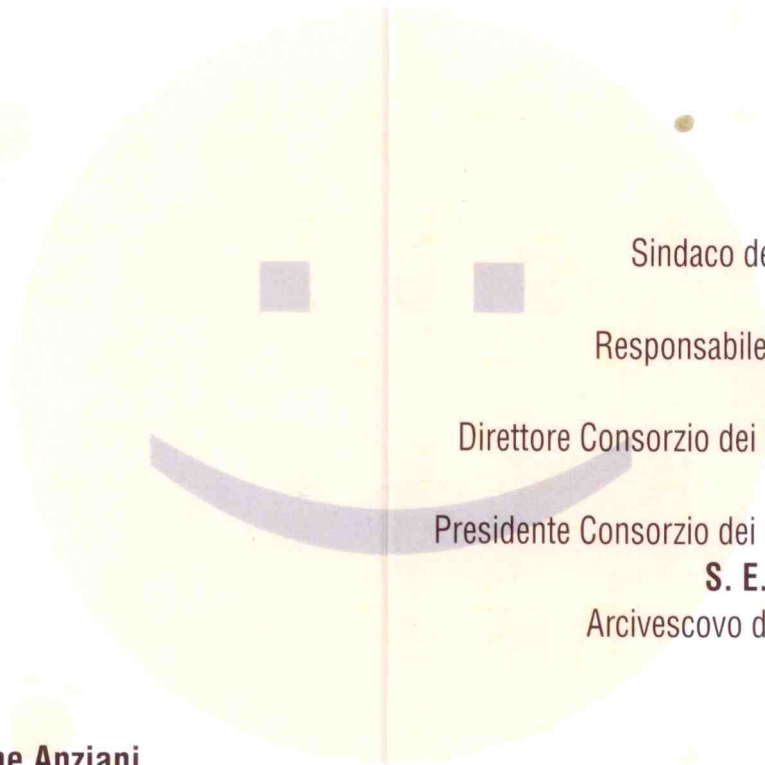 Sindaco de
Responsabile
Direttore Consorzio dei
Presidente Consorzio dei
S. E.
Arcivescovo d
ne Anziani